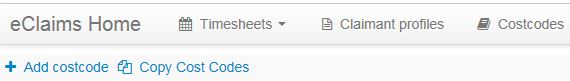 eClaims Home Timesheets Claimant profiles Costcodes
Add costcode Copy Cost Codes